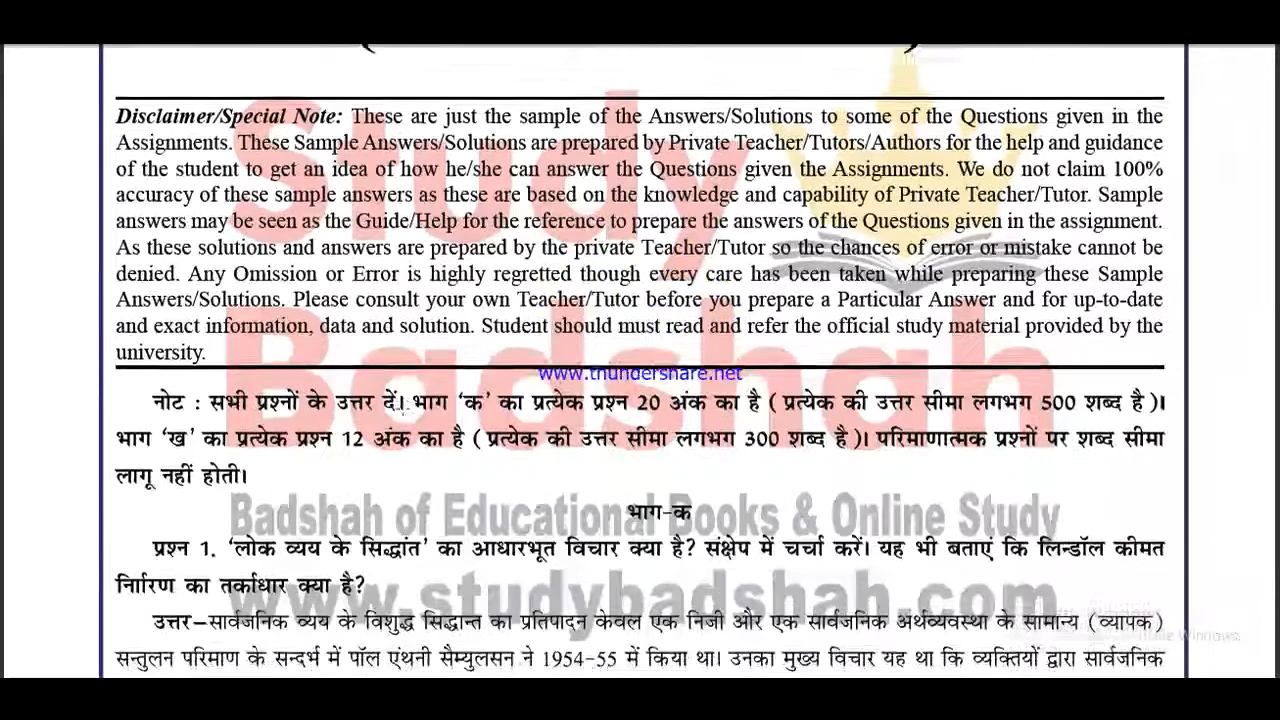 Disclaimer/Special Note: These are just the sample of the Answers/Solutions to some of the Questions given in the
Assignments. These Sample Answers/Solutions are prepared by Private Teacher/Tutors/Authors for the help and guidance
of the student to get an idea of how he/she can answer the Questions given the Assignments. We do not claim 100%
accuracy of these sample answers as these are based on the knowledge and capability of Private Teacher/Tutor. Sample
answers may be seen as the Guide/Help for the reference to prepare the answers of the Questions given in the assignment.
As these solutions and answers are prepared by the private Teacher/Tutor so the chances of error or mistake cannot be
denied. Any Omission or Error is highly regretted though every care has been taken while preparing these Sample
Answers/Solutions. Please consult your own Teacher/Tutor before you prepare a Particular Answer and for up-to-date
and exact information, data and solution. Student should must read and refer the official study material provided by the
university.
www.thundershare.net
नोट : सभी प्रश्नों के उत्तर दें। भाग ‘क’ का प्रत्येक प्रश्न 20 अंक का है ( प्रत्येक की उत्तर सीमा लगभग 500 शब्द है )।
भाग ‘ख’ का प्रत्येक प्रश्न 12 अंक का है ( प्रत्येक की उत्तर सीमा लगभग 300 शब्द है )। परिमाणात्मक प्रश्नों पर शब्द सीमा
लागू नहीं होती।
भाग-क
प्रश्न 1. ‘लोक व्यय के सिद्धांत’ का आधारभूत विचार क्या है? संक्षेप में चर्चा करें। यह भी बताएं कि लिन्डॉल कीमत
र्निारण का तर्काधार क्या है?
उत्तर–सार्वजनिक व्यय के विशुद्ध सिद्धान्त का प्रतिपादन केवल एक निजी और एक सार्वजनिक अर्थव्यवस्था के सामान्य (व्यापक)
सन्तुलन परिमाण के सन्दर्भ में पॉल एंथनी सैम्युलसन ने 1954-55 में किया था। उनका मुख्य विचार यह था कि व्यक्तियों द्वारा सार्वजनिक
Study
Badshah
Badshah of Educational Books & Online Study
www.studybadshah.com